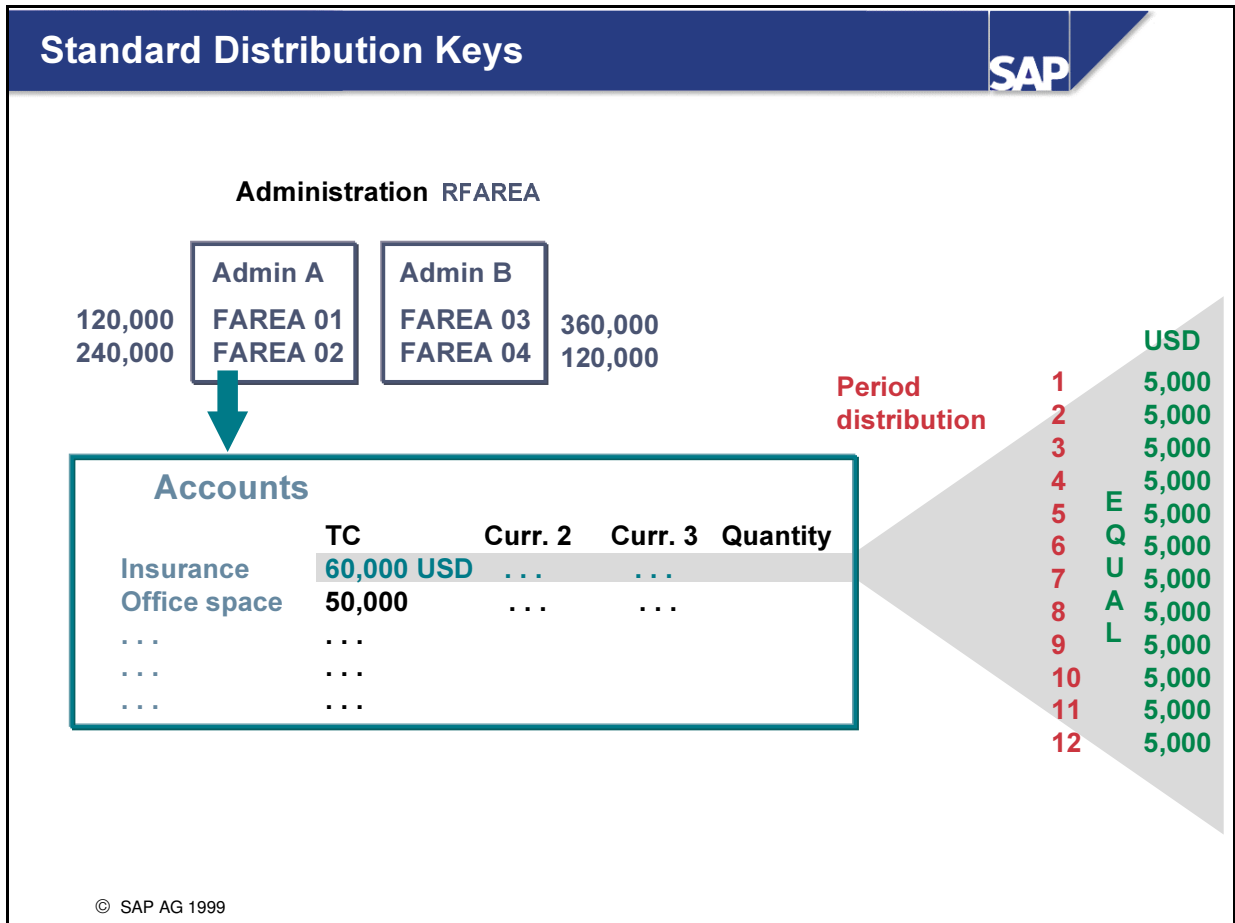 Standard Distribution Keys
SAP
Administration RFAREA
Admin A
Admin B
120,000 FAREA 01 FAREA 03 360,000
240,000 FAREA 02 FAREA 04 120,000
Period
distribution
USD
1 5,000
2 5,000
3 5,000
4 5,000
5 5,000
6 5,000
7 5,000
8 5,000
9 5,000
10 5,000
11 5,000
12 5,000
EQUAL
Accounts
TC Curr. 2 Curr. 3 Quantity
Insurance 60,000 USD . . . . . .
Office space 50,000 . . . . . .
. . . . . .
. . . . . .
. . . . . .
© SAP AG 1999